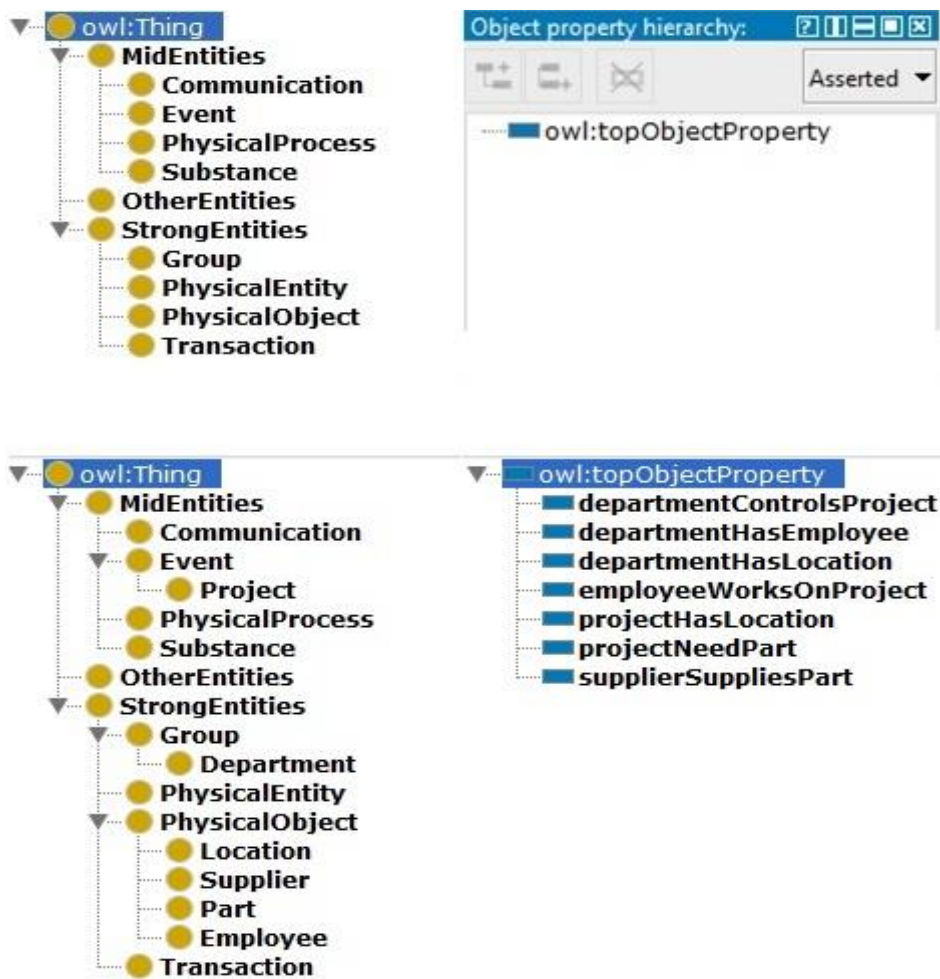 owl:Thing
MidEntities
Communication
Event
PhysicalProcess
Substance
OtherEntities
StrongEntities
Group
PhysicalEntity
PhysicalObject
Transaction
Object property hierarchy:
Asserted
owl:topObjectProperty
owl:Thing
MidEntities
Communication
Event
Project
PhysicalProcess
Substance
OtherEntities
StrongEntities
Group
Department
PhysicalEntity
PhysicalObject
Location
Supplier
Part
Employee
Transaction
owl:topObjectProperty
departmentControlsProject
departmentHasEmployee
departmentHasLocation
employeeWorksOnProject
projectHasLocation
projectNeedPart
supplierSuppliesPart